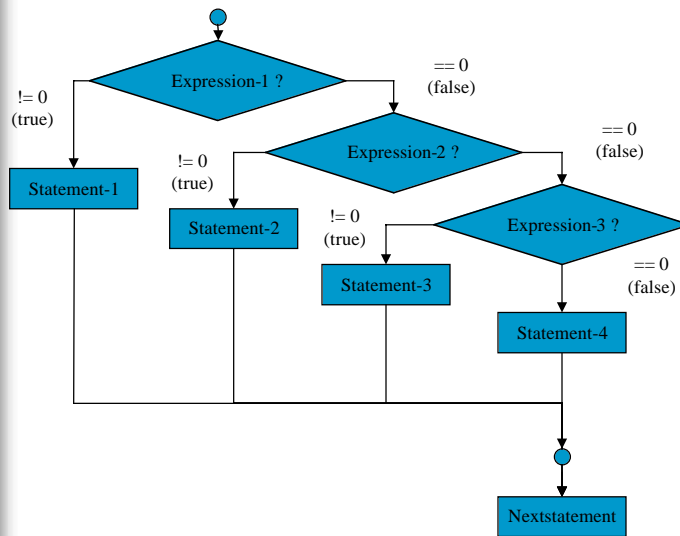 Expression-1 ?
== 0
(false)
!= 0
(true)
Expression-2 ?
== 0
(false)
!= 0
(true)
Statement-1
Expression-3 ?
!= 0
(true)
Statement-2
== 0
(false)
Statement-3
Statement-4
Nextstatement